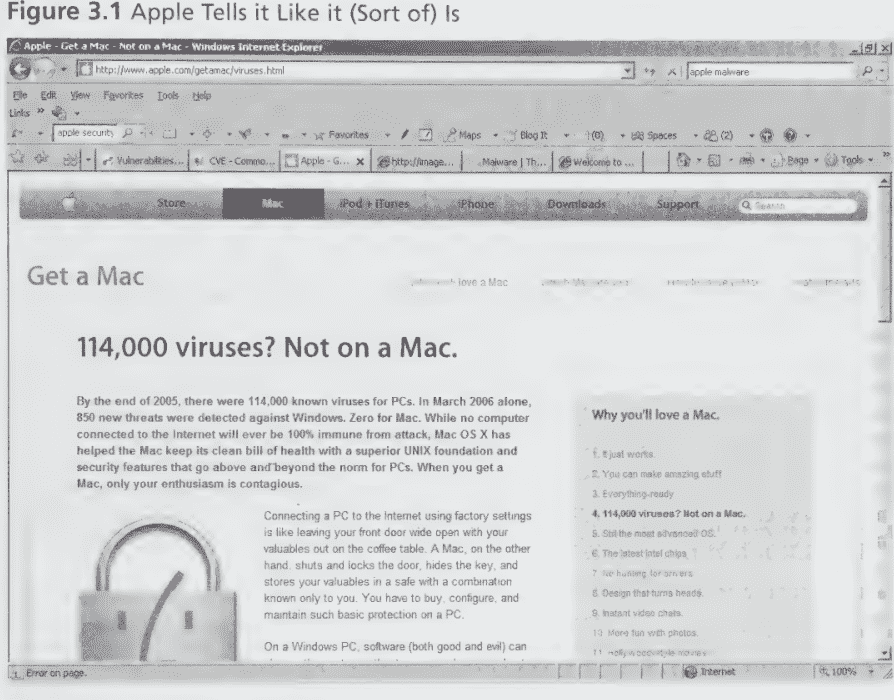 Figure 3.1 Apple Tells it Like it (Sort of) Is
Apple - Get a Mac - Not on a Mac - Windows Internet Explorer
http://www.apple.com/getamac/viruses.html
apple malware
File Edit View Favorites Tools Help
Links »
apple security
Favorites
Maps
Blog It
(0)
Spaces
(2)
Vulnerabilities...
CVE - Commo...
Apple - G...
http://image...
Malware | Th...
Welcome to ...
Page
Tools
Store
Mac
iPod + iTunes
iPhone
Downloads
Support
Search
Get a Mac
love a Mac
114,000 viruses? Not on a Mac.
By the end of 2005, there were 114,000 known viruses for PCs. In March 2006 alone,
850 new threats were detected against Windows. Zero for Mac. While no computer
connected to the Internet will ever be 100% immune from attack, Mac OS X has
helped the Mac keep its clean bill of health with a superior UNIX foundation and
security features that go above and beyond the norm for PCs. When you get a
Mac, only your enthusiasm is contagious.
Connecting a PC to the Internet using factory settings
is like leaving your front door wide open with your
valuables out on the coffee table. A Mac, on the other
hand, shuts and locks the door, hides the key, and
stores your valuables in a safe with a combination
known only to you. You have to buy, configure, and
maintain such basic protection on a PC.
On a Windows PC, software (both good and evil) can
Why you'll love a Mac.
1. It just works.
2. You can make amazing stuff
3. Everything-ready
4. 114,000 viruses? Not on a Mac.
5. Still the most advanced OS.
6. The latest Intel chips
7. No hunting for drivers.
8. Design that turns heads.
9. Instant video chats.
10. More fun with photos.
11. Hollywood-style movies
Error on page.
Internet
100%